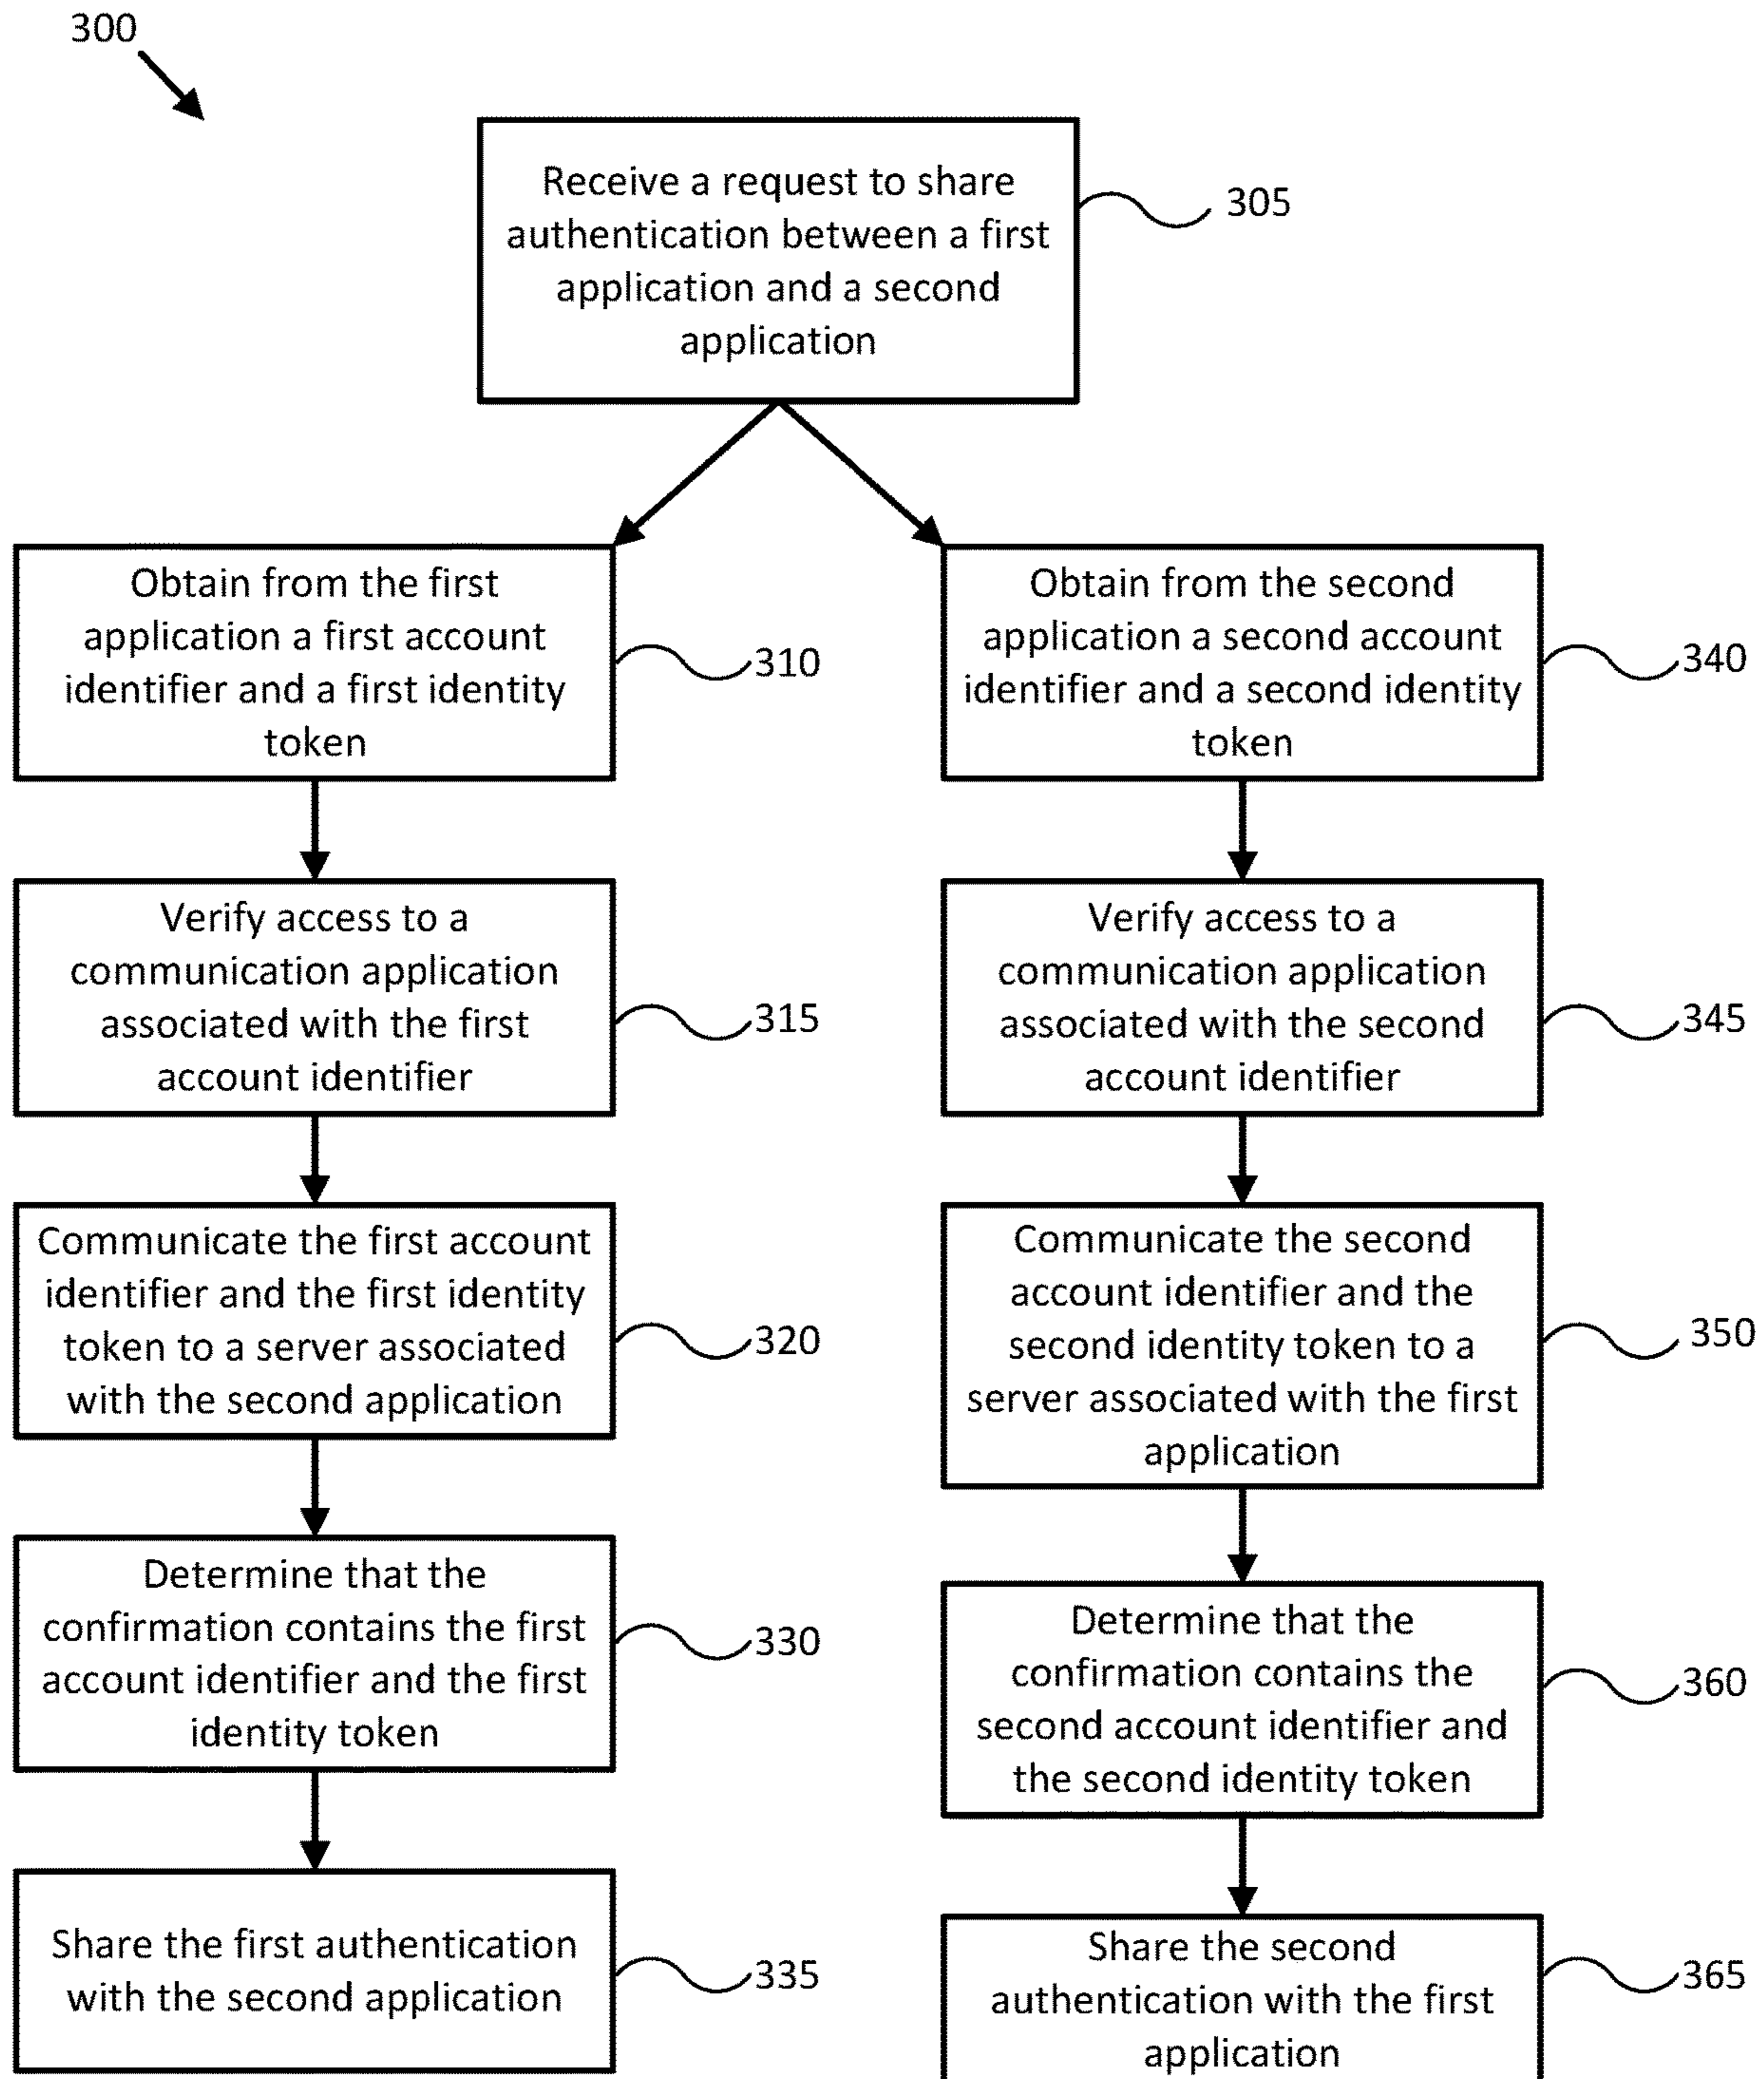 300
Receive a request to share
authentication between a first
application and a second
application
305
Obtain from the first
application a first account
identifier and a first identity
token
310
Verify access to a
communication application
associated with the first
account identifier
315
Communicate the first account
identifier and the first identity
token to a server associated
with the second application
320
Determine that the
confirmation contains the first
account identifier and the first
identity token
330
Share the first authentication
with the second application
335
Obtain from the second
application a second account
identifier and a second identity
token
340
Verify access to a
communication application
associated with the second
account identifier
345
Communicate the second
account identifier and the
second identity token to a
server associated with the first
application
350
Determine that the
confirmation contains the
second account identifier and
the second identity token
360
Share the second
authentication with the first
application
365